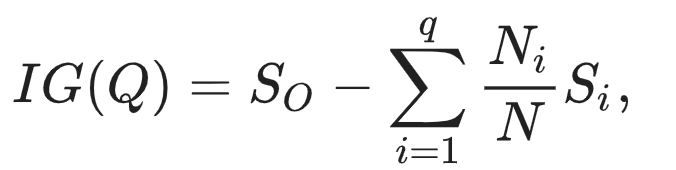 IG(Q) = S_O − \sum_{i=1}^{q} \frac{N_i}{N} S_i,